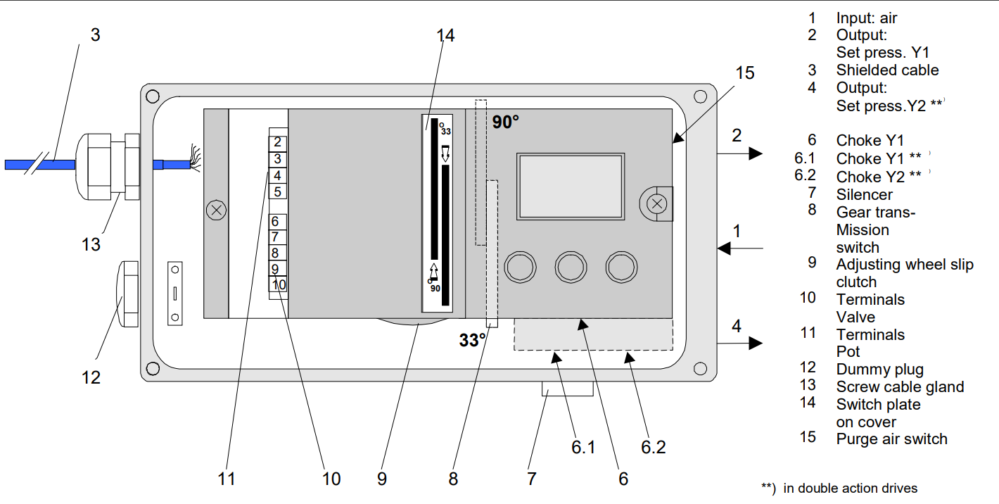 3
14
15
13
12
2
3
4
5
6
7
8
9
10
33
90
90°
33°
2
1
4
11
10
9
8
7
6.1
6.2
6
1 Input: air
2 Output:
Set press. Y1
3 Shielded cable
4 Output:
Set press.Y2 **⁾
6 Choke Y1
6.1 Choke Y1 ** ⁾
6.2 Choke Y2 ** ⁾
7 Silencer
8 Gear trans-
Mission
switch
9 Adjusting wheel slip
clutch
10 Terminals
Valve
11 Terminals
Pot
12 Dummy plug
13 Screw cable gland
14 Switch plate
on cover
15 Purge air switch
**) in double action drives